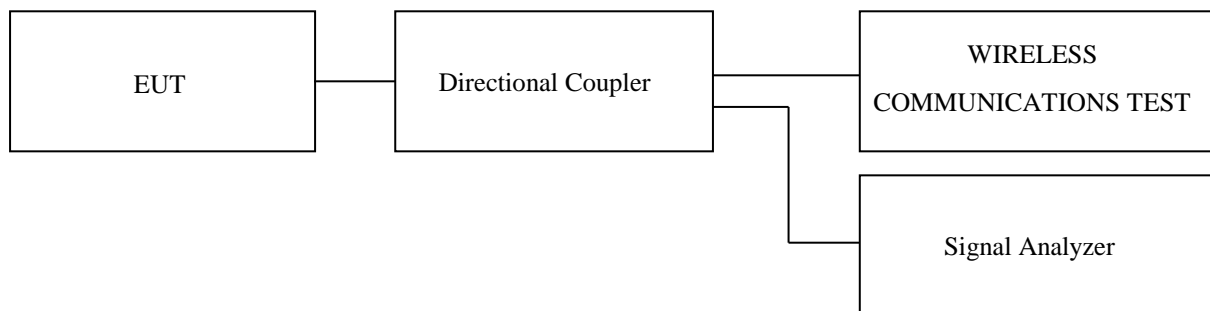 EUT
Directional Coupler
WIRELESS
COMMUNICATIONS TEST
Signal Analyzer